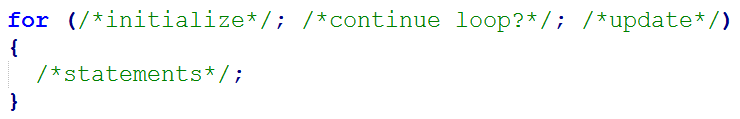 for (/*initialize*/; /*continue loop?*/; /*update*/)
{
  /*statements*/;
}